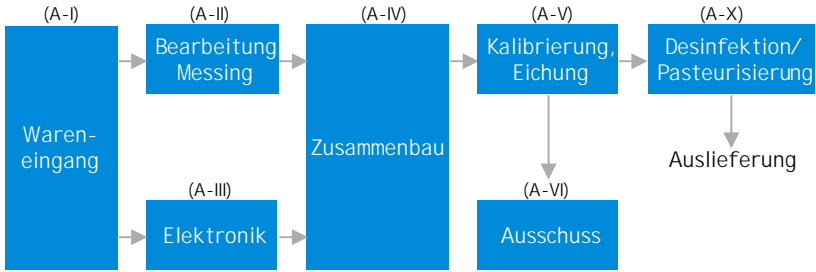 (A-I)
Waren-
eingang
(A-II)
Bearbeitung
Messing
(A-III)
Elektronik
(A-IV)
Zusammenbau
(A-V)
Kalibrierung,
Eichung
(A-VI)
Ausschuss
(A-X)
Desinfektion/
Pasteurisierung
Auslieferung